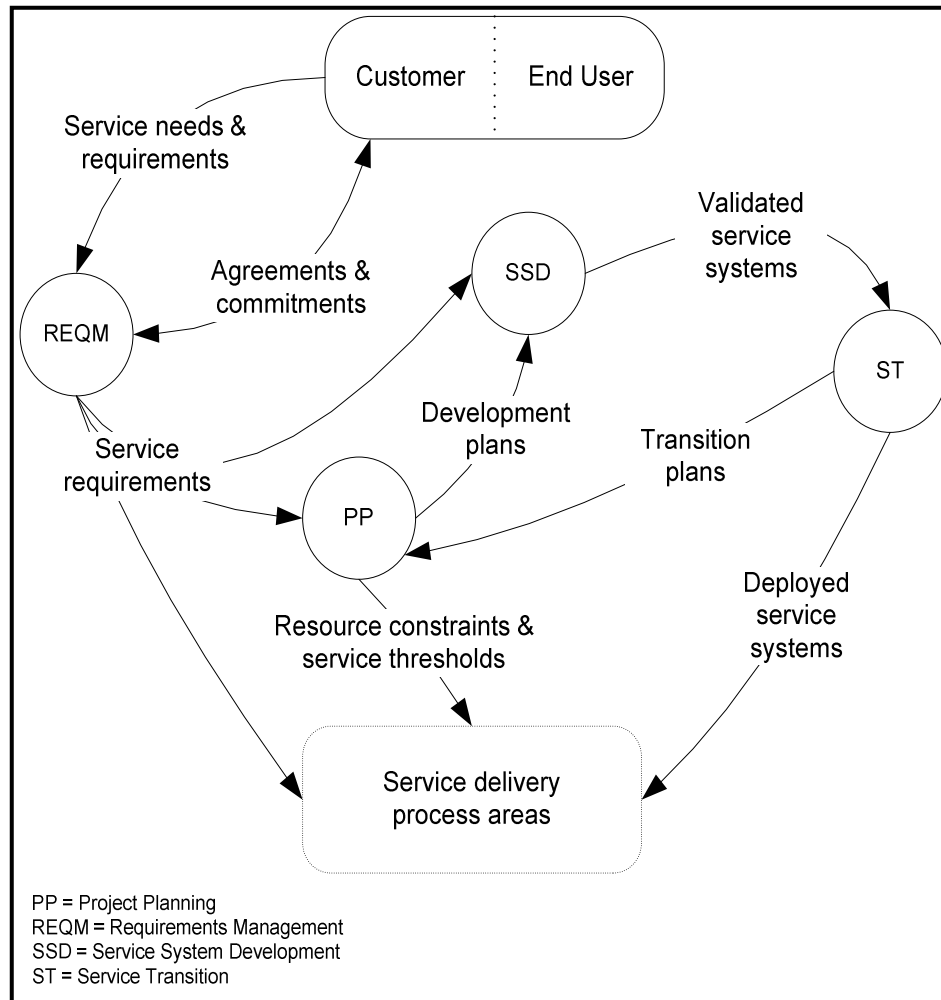 Customer
End User
Service needs &
requirements
Validated
service
systems
Agreements &
commitments
SSD
REQM
ST
Development
plans
Transition
plans
Service
requirements
PP
Deployed
service
systems
Resource constraints &
service thresholds
Service delivery
process areas
PP = Project Planning
REQM = Requirements Management
SSD = Service System Development
ST = Service Transition